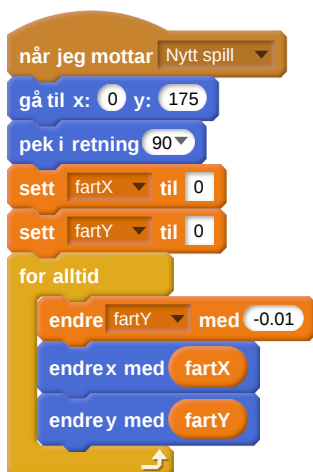 når jeg mottar Nytt spill
gå til x: 0 y: 175
pek i retning 90
sett fartX til 0
sett fartY til 0
for alltid
endre fartY med -0.01
endre x med fartX
endre y med fartY